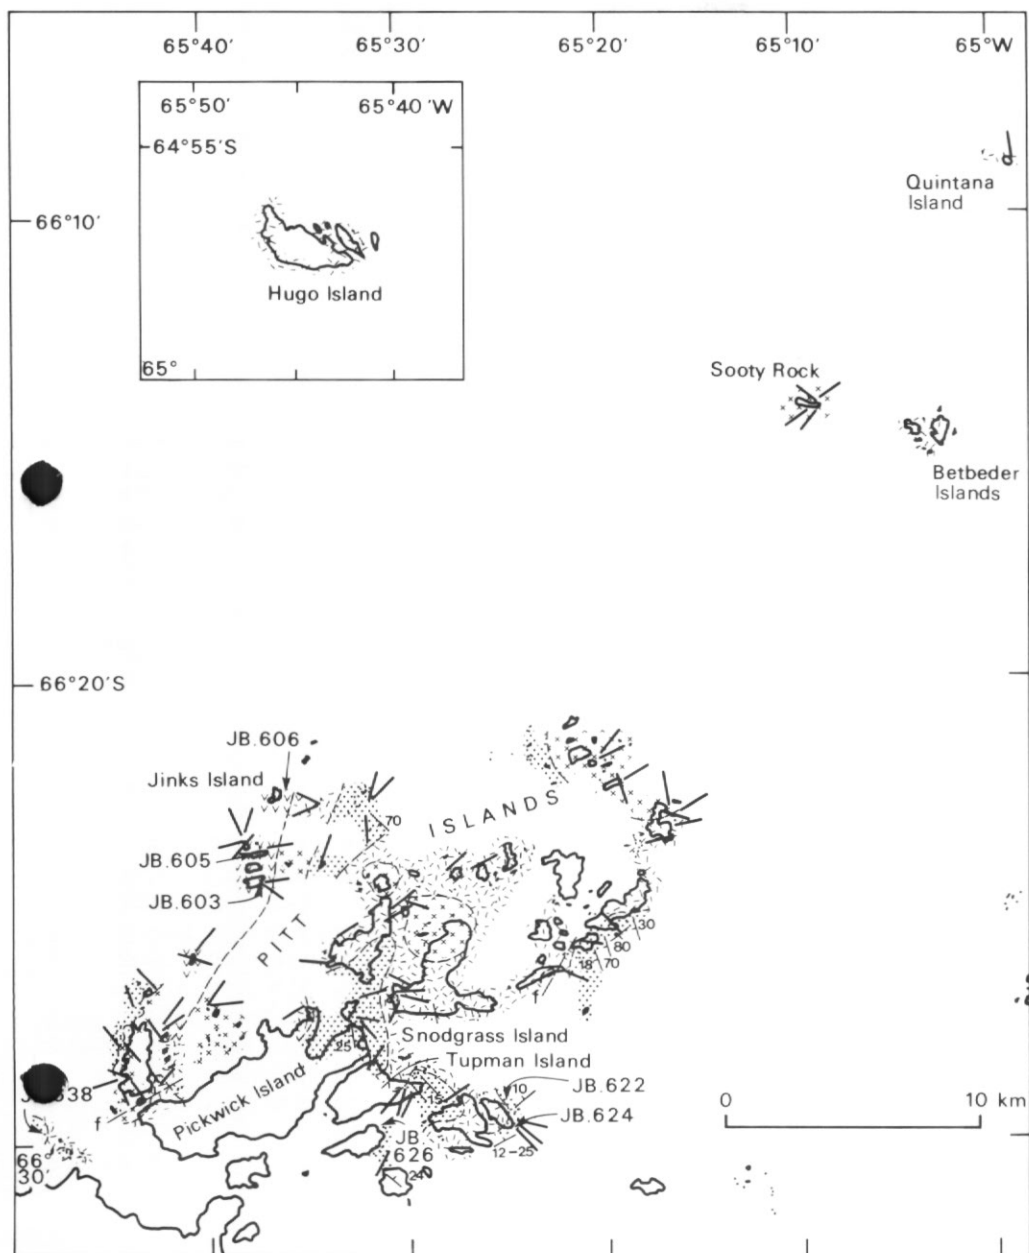 65°40′ 65°30′ 65°20′ 65°10′ 65°W
65°50′ 65°40′W
64°55′S
Quintana
Island
66°10′
Hugo Island
65°
Sooty Rock
Betbeder
Islands
66°20′S
JB.606
Jinks Island
ISLANDS
70
JB.605
JB.603
PITT
30
80
18 70
f
Snodgrass Island
25
Tupman Island
Pickwick Island
10 JB.622
JB.624
0 10 km
38
f
JB
626
12-25
24
66°
30′